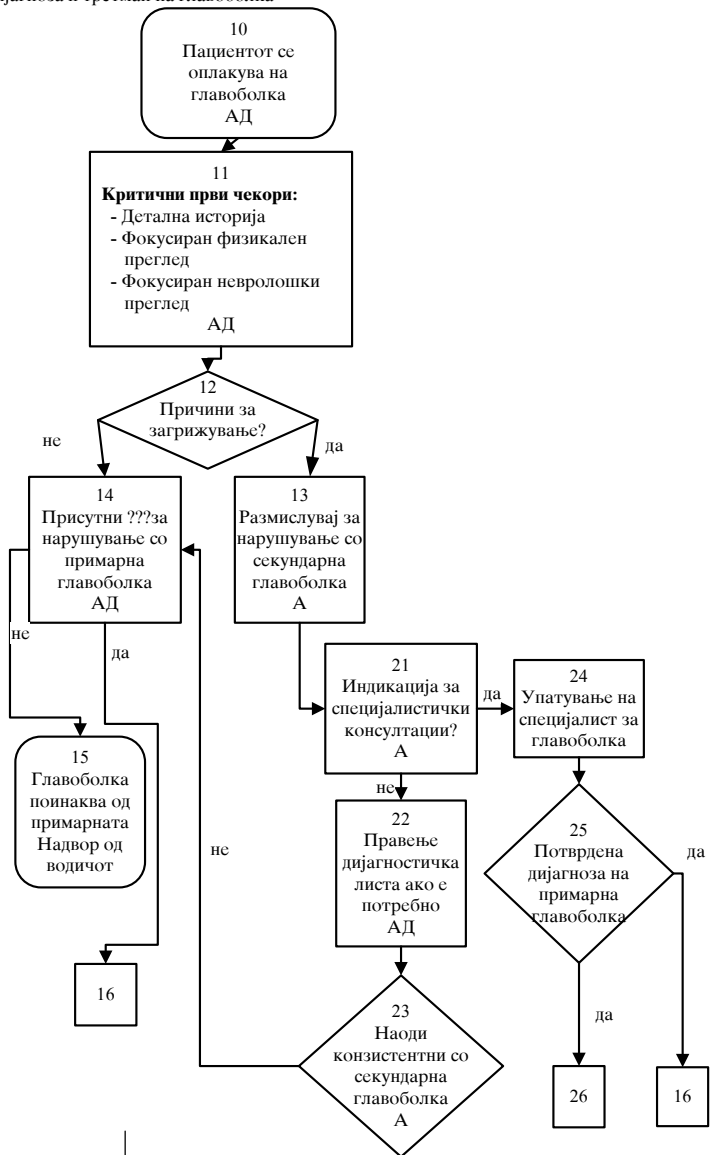 10
Пациентот се
оплакува на
главоболка
АД
11
Критични први чекори:
- Детална историја
- Фокусиран физикален
преглед
- Фокусиран невролошки
преглед
АД
12
Причини за
загрижување?
не
да
14
Присутни ???за
нарушување со
примарна
главоболка
АД
13
Размислувај за
нарушување со
секундарна
главоболка
А
не
да
21
Индикација за
специјалистички
консултации?
А
да
24
Упатување на
специјалист за
главоболка
15
Главоболка
поинаква од
примарната
Надвор од
водичот
не
22
Правење
дијагностичка
листа ако е
потребно
АД
25
Потврдена
дијагноза на
примарна
главоболка
да
не
16
23
Наоди
конзистентни со
секундарна
главоболка
А
да
26
16